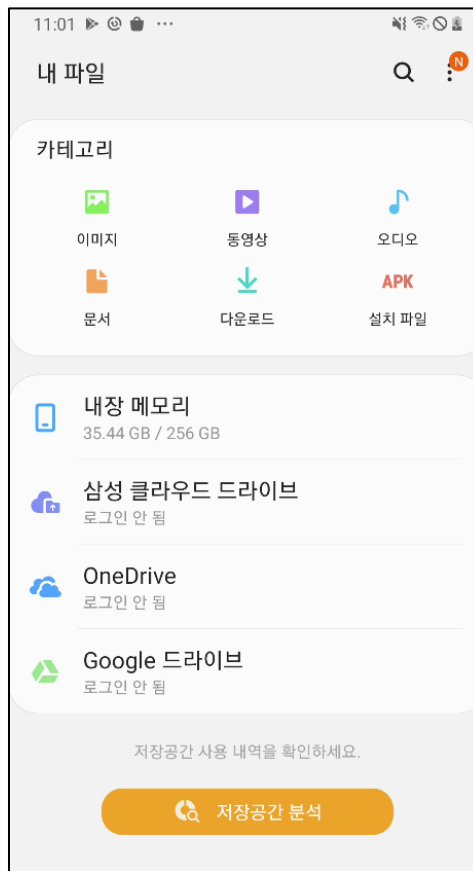 11:01
내 파일
N
카테고리
이미지 동영상 오디오
APK
문서 다운로드 설치 파일
내장 메모리
35.44 GB / 256 GB
삼성 클라우드 드라이브
로그인 안 됨
OneDrive
로그인 안 됨
Google 드라이브
로그인 안 됨
저장공간 사용 내역을 확인하세요.
저장공간 분석